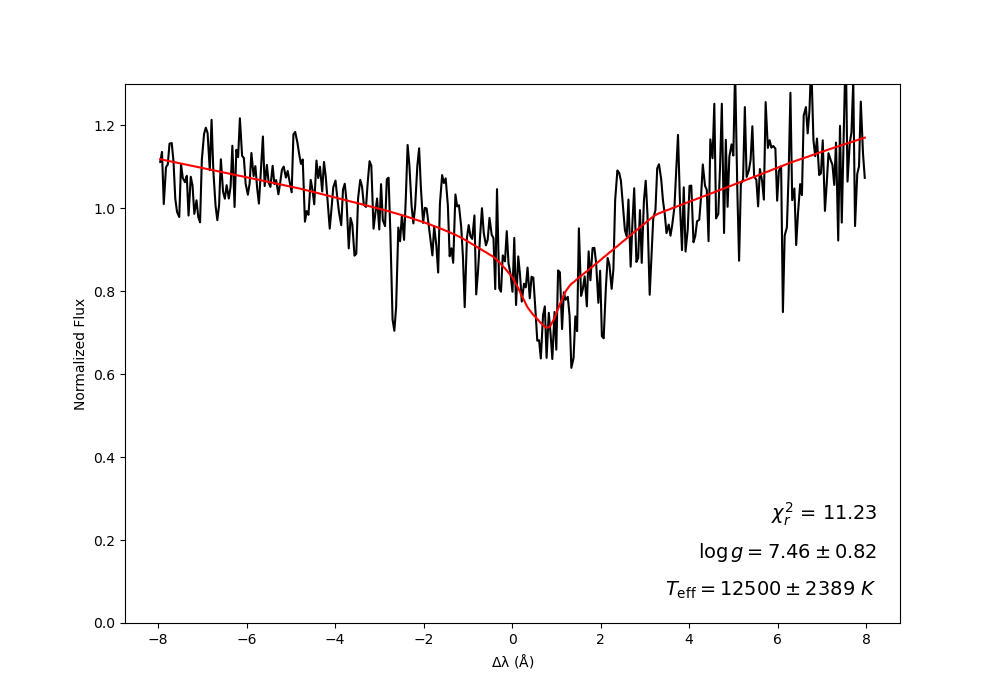 1.2
1.0
0.8
0.6
0.4
0.2
0.0
Normalized Flux
χ²ᵣ = 11.23
log g = 7.46 ± 0.82
T_eff = 12500 ± 2389 K
−8 −6 −4 −2 0 2 4 6 8
Δλ (Å)